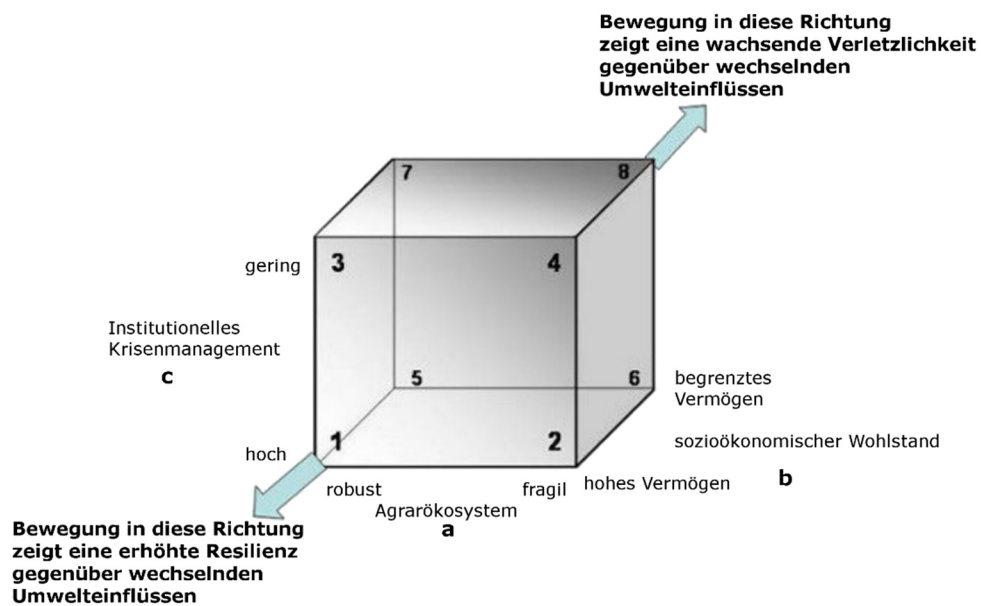 Bewegung in diese Richtung
zeigt eine wachsende Verletzlichkeit
gegenüber wechselnden
Umwelteinflüssen
7
8
gering
3
4
Institutionelles
Krisenmanagement
c
5
6
begrenztes
Vermögen
1
2
sozioökonomischer Wohlstand
hoch
robust
fragil
hohes Vermögen
b
Agrarökosystem
a
Bewegung in diese Richtung
zeigt eine erhöhte Resilienz
gegenüber wechselnden
Umwelteinflüssen